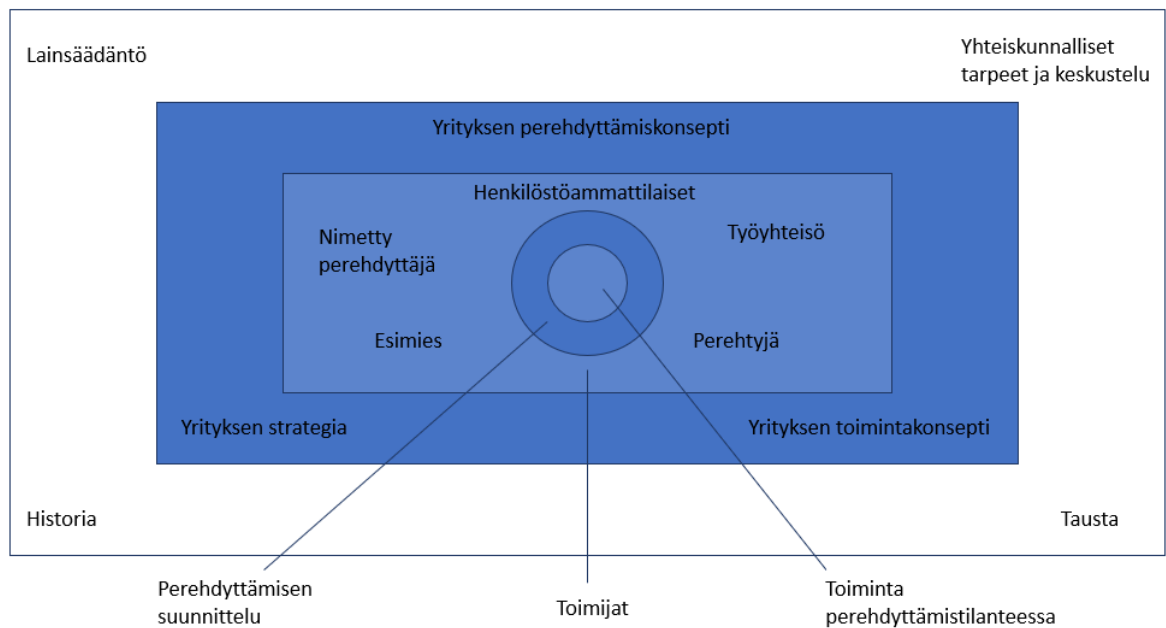 Lainsäädäntö
Yhteiskunnalliset
tarpeet ja keskustelu
Yrityksen perehdyttämiskonsepti
Henkilöstöammattilaiset
Nimetty
perehdyttäjä
Työyhteisö
Esimies
Perehtyjä
Yrityksen strategia
Yrityksen toimintakonsepti
Historia
Tausta
Perehdyttämisen
suunnittelu
Toimijat
Toiminta
perehdyttämistilanteessa